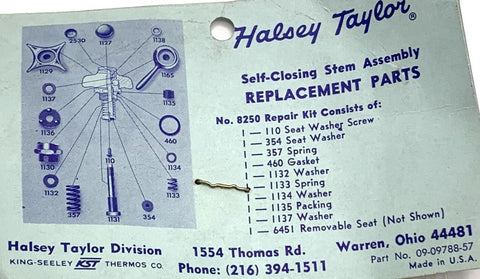 Halsey Taylor®
Self-Closing Stem Assembly
REPLACEMENT PARTS
No. 8250 Repair Kit Consists of:
1 — 110 Seat Washer Screw
1 — 354 Seat Washer
1 — 357 Spring
1 — 460 Gasket
1 — 1132 Washer
1 — 1133 Spring
1 — 1134 Washer
1 — 1135 Packing
1 — 1137 Washer
1 — 6451 Removable Seat (Not Shown)
2530 1127 1138
1129 1165
1137 1135
1136 460
1130 1134
1132 110 1133
357 1131 354
Halsey Taylor Division
KING-SEELEY KST THERMOS CO.
1554 Thomas Rd.
Phone: (216) 394-1511
Warren, Ohio 44481
Part No. 09-09788-57
Made in U.S.A.